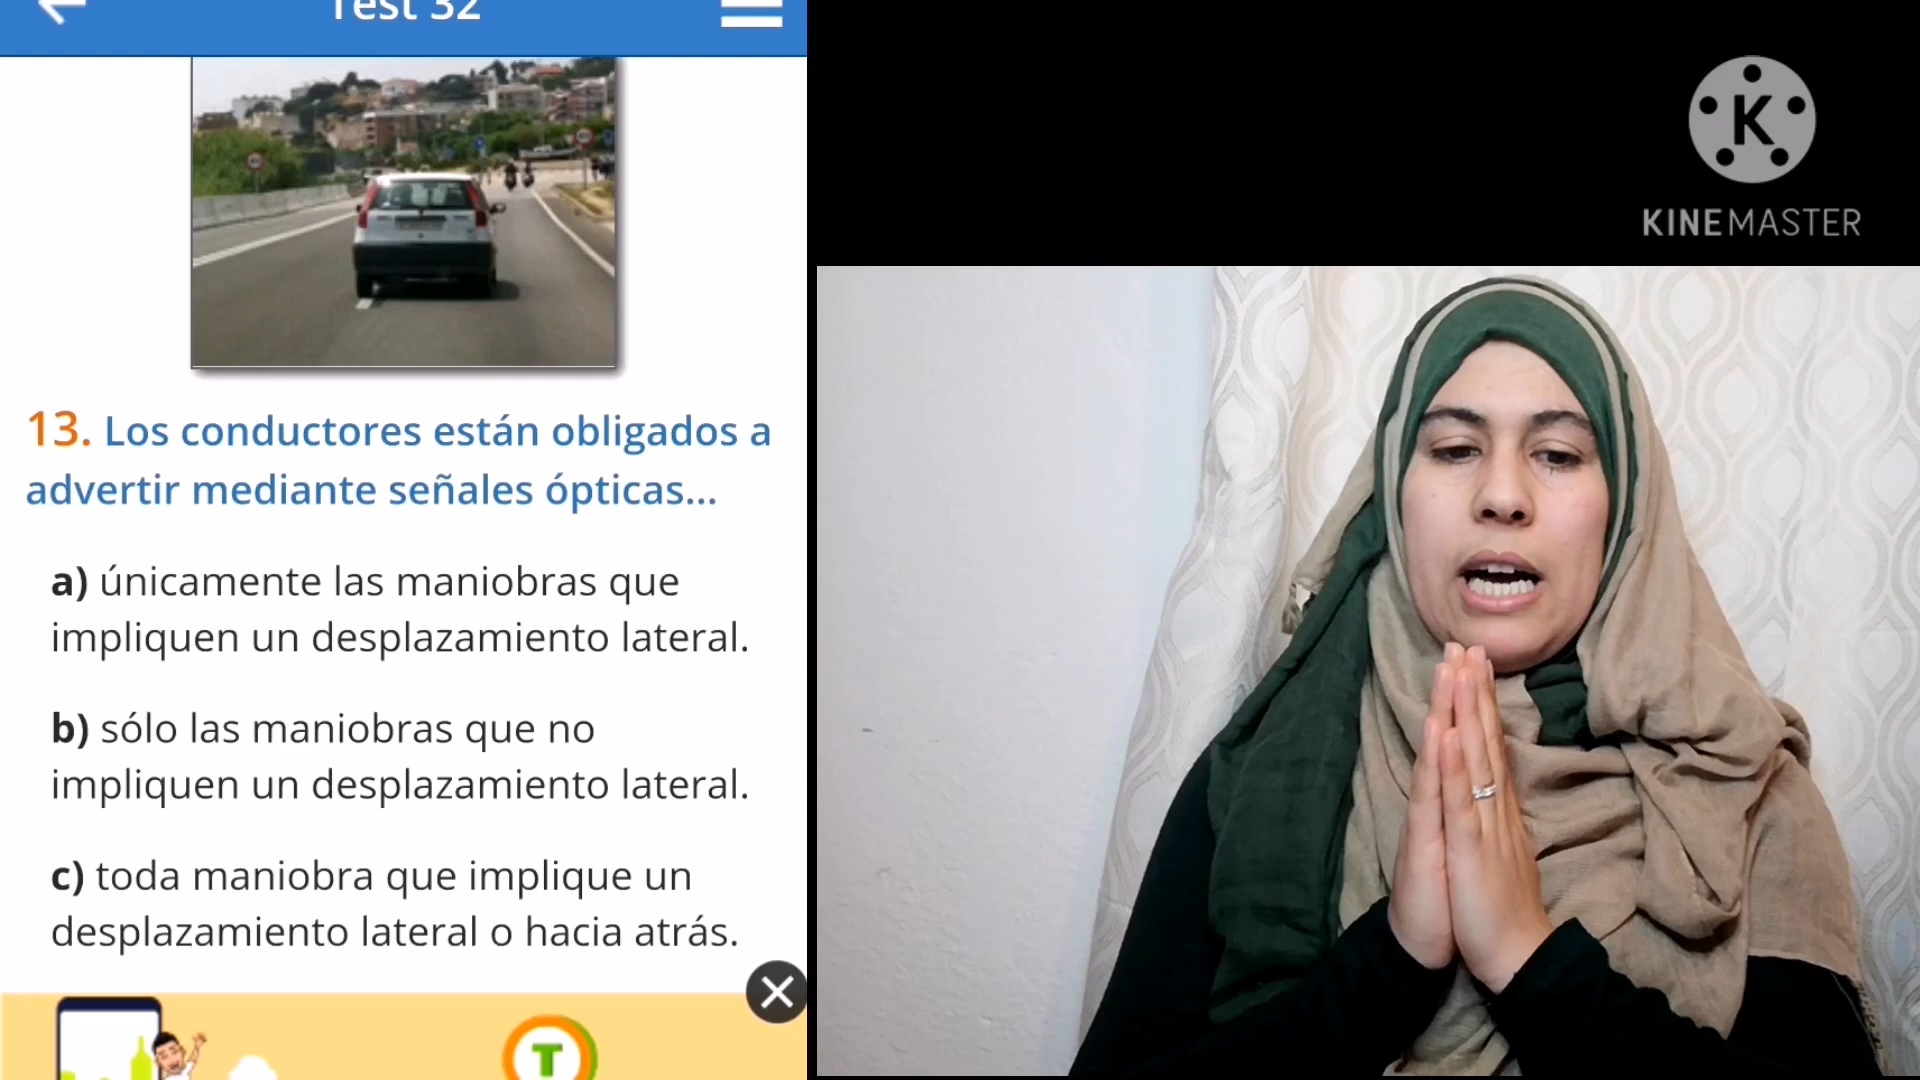 Test 32
13. Los conductores están obligados a
advertir mediante señales ópticas...
a) únicamente las maniobras que
impliquen un desplazamiento lateral.
b) sólo las maniobras que no
impliquen un desplazamiento lateral.
c) toda maniobra que implique un
desplazamiento lateral o hacia atrás.
T
K
KINEMASTER